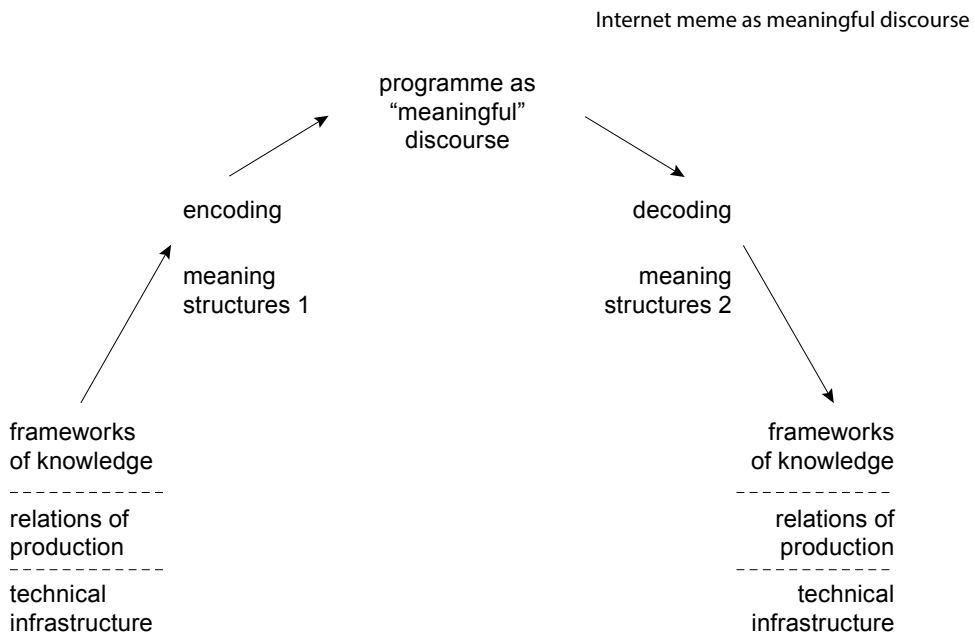 Internet meme as meaningful discourse
programme as
“meaningful”
discourse
encoding
decoding
meaning
structures 1
meaning
structures 2
frameworks
of knowledge
relations of
production
technical
infrastructure
frameworks
of knowledge
relations of
production
technical
infrastructure